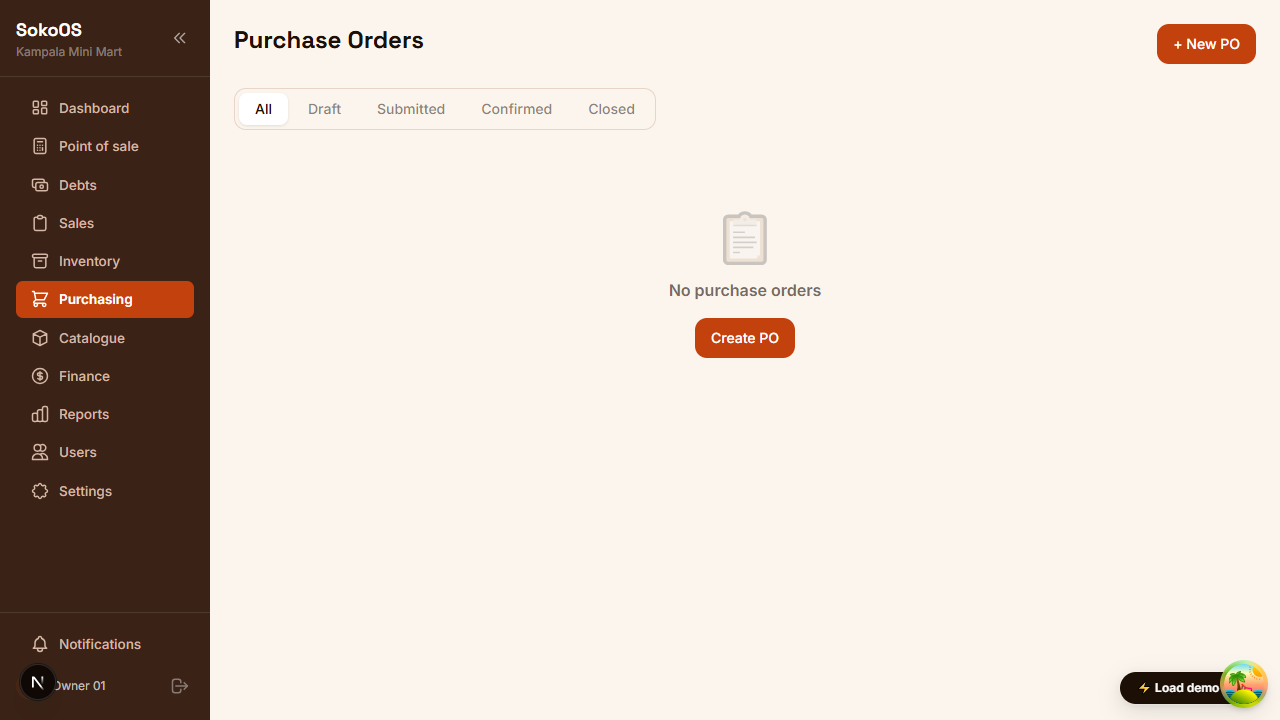 SokoOS
Kampala Mini Mart
Dashboard
Point of sale
Debts
Sales
Inventory
Purchasing
Catalogue
Finance
Reports
Users
Settings
Notifications
N
Owner 01
Purchase Orders
+ New PO
All
Draft
Submitted
Confirmed
Closed
No purchase orders
Create PO
Load demo